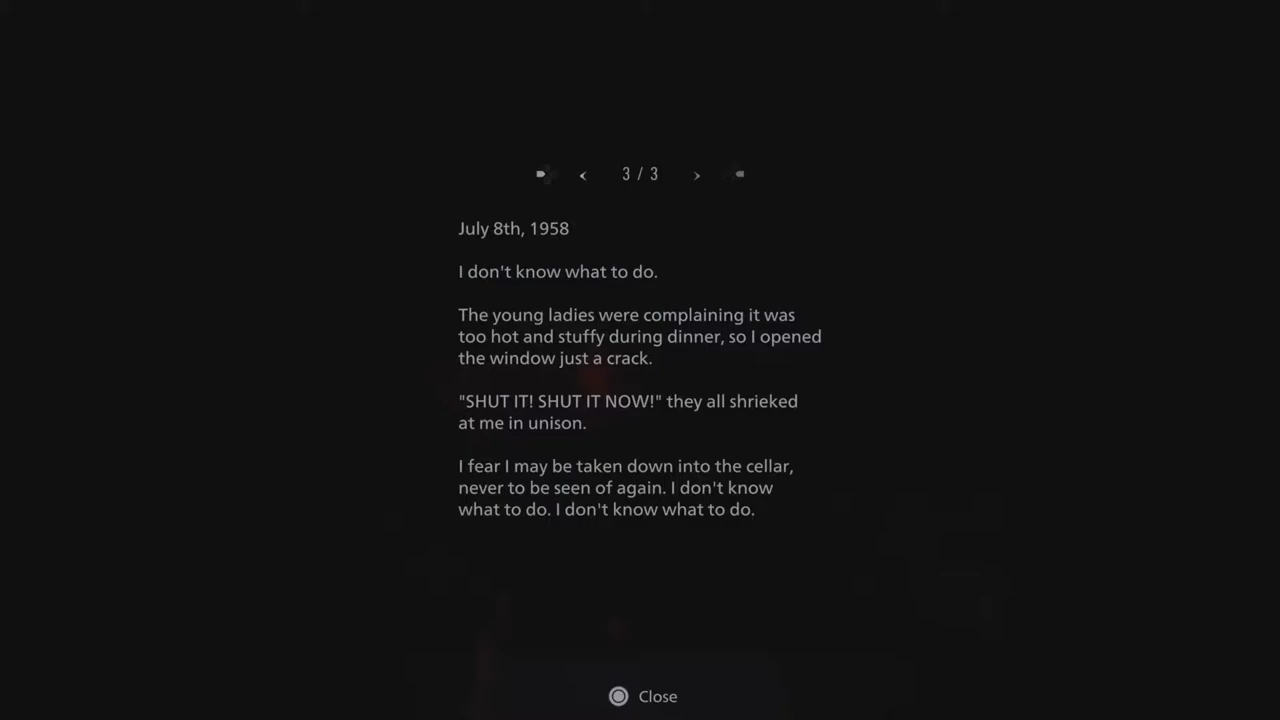 3 / 3
July 8th, 1958
I don't know what to do.
The young ladies were complaining it was
too hot and stuffy during dinner, so I opened
the window just a crack.
"SHUT IT! SHUT IT NOW!" they all shrieked
at me in unison.
I fear I may be taken down into the cellar,
never to be seen of again. I don't know
what to do. I don't know what to do.
Close